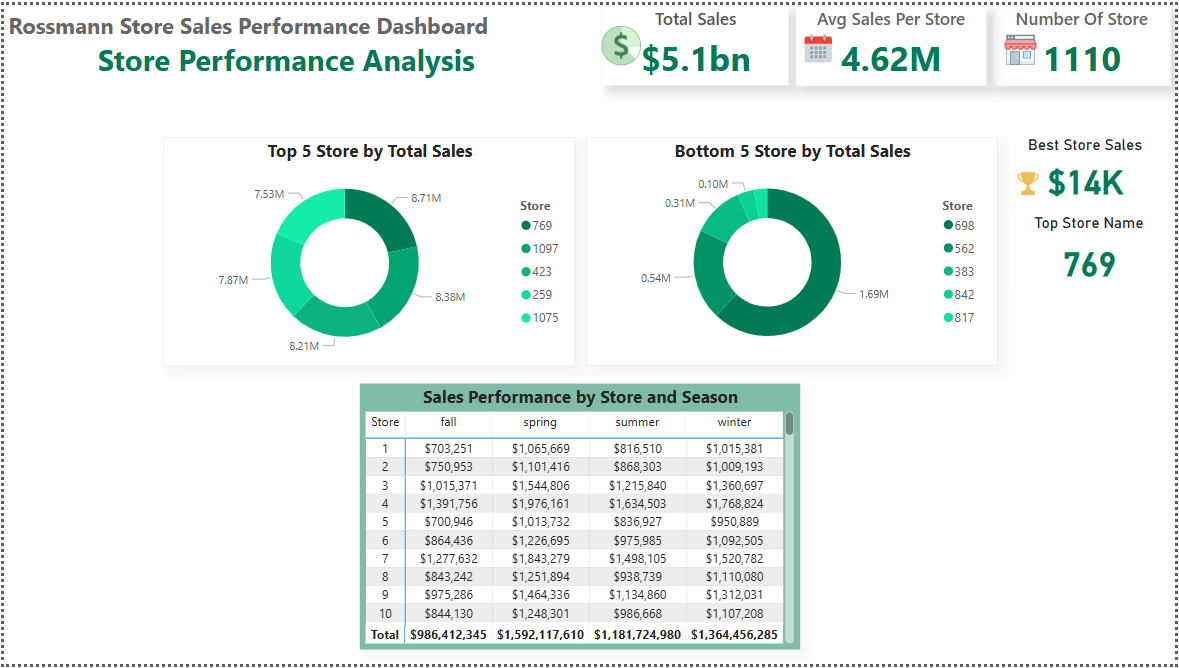 Rossmann Store Sales Performance Dashboard
Store Performance Analysis
Total Sales
$5.1bn
Avg Sales Per Store
4.62M
Number Of Store
1110
Top 5 Store by Total Sales
7.53M
8.71M
7.87M
8.38M
8.21M
Store
769
1097
423
259
1075
Bottom 5 Store by Total Sales
0.10M
0.31M
0.54M
1.69M
Store
698
562
383
842
817
Best Store Sales
$14K
Top Store Name
769
Sales Performance by Store and Season
Store fall spring summer winter
1 $703,251 $1,065,669 $816,510 $1,015,381
2 $750,953 $1,101,416 $868,303 $1,009,193
3 $1,015,371 $1,544,806 $1,215,840 $1,360,697
4 $1,391,756 $1,976,161 $1,634,503 $1,768,824
5 $700,946 $1,013,732 $836,927 $950,889
6 $864,436 $1,226,695 $975,985 $1,092,505
7 $1,277,632 $1,843,279 $1,498,105 $1,520,782
8 $843,242 $1,251,894 $938,739 $1,110,080
9 $975,286 $1,464,336 $1,134,860 $1,312,031
10 $844,130 $1,248,301 $986,668 $1,107,208
Total $986,412,345 $1,592,117,610 $1,181,724,980 $1,364,456,285